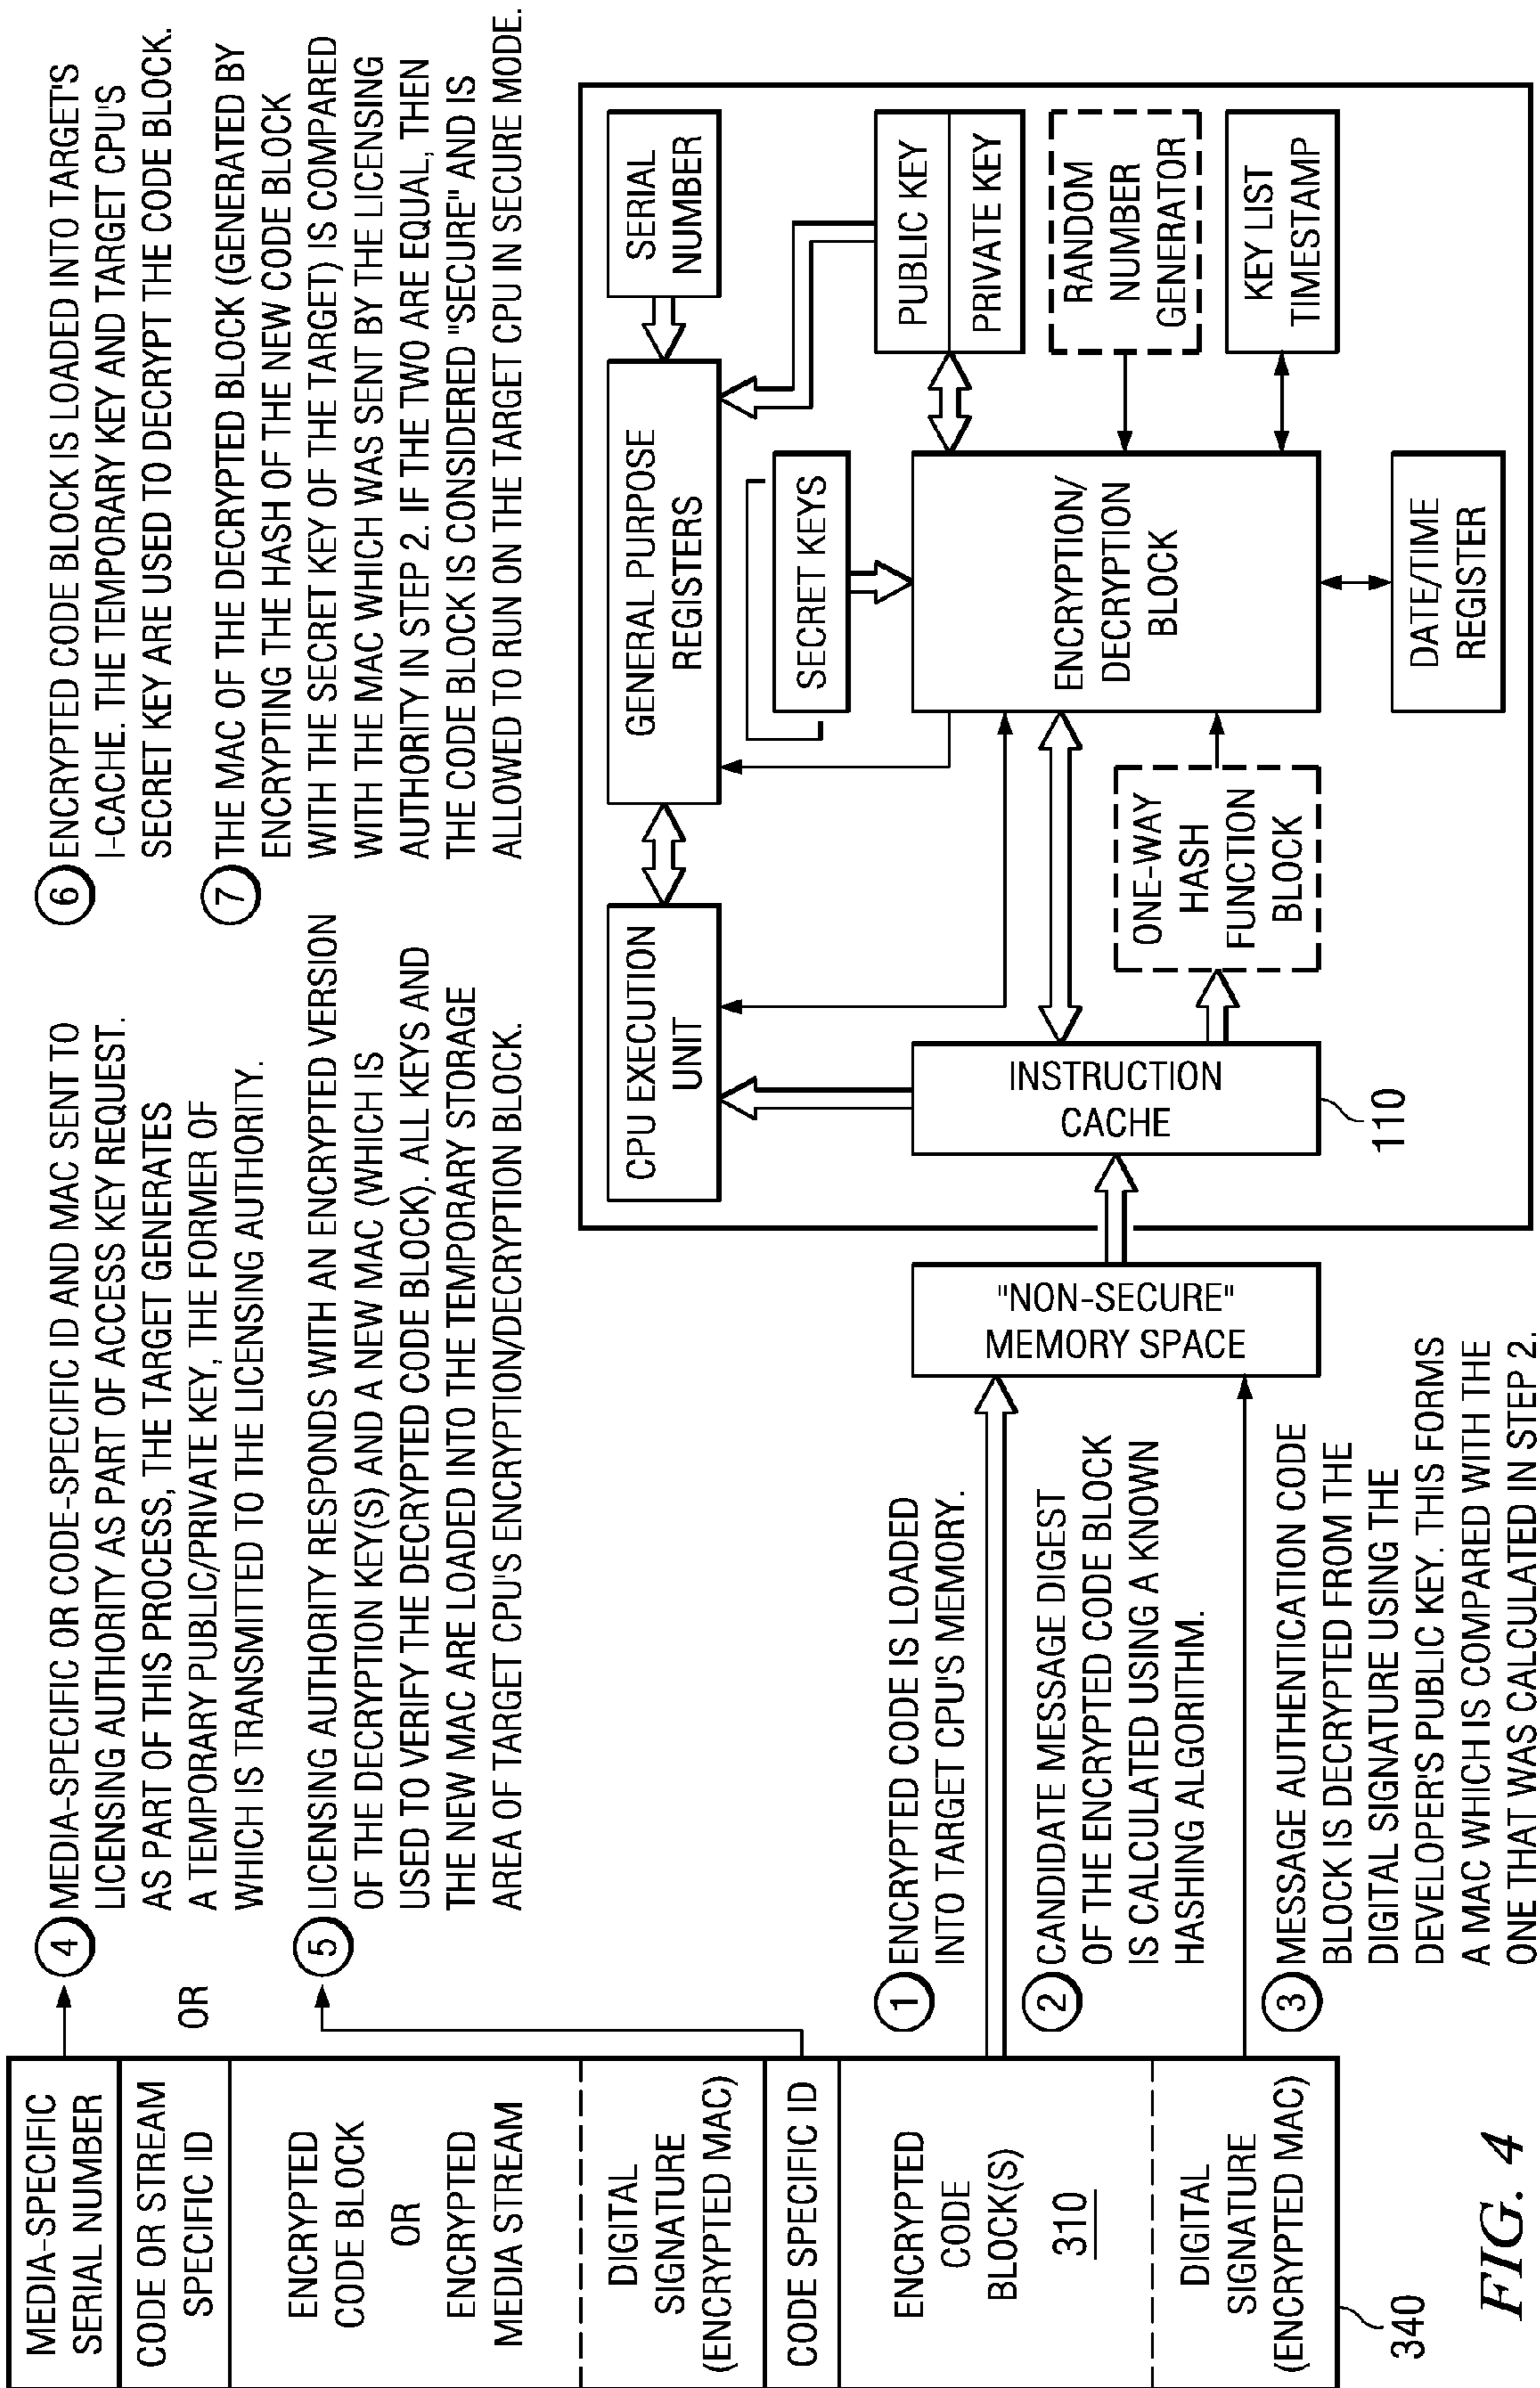 MEDIA-SPECIFIC
SERIAL NUMBER
CODE OR STREAM
SPECIFIC ID
ENCRYPTED
CODE BLOCK
OR
ENCRYPTED
MEDIA STREAM
DIGITAL
SIGNATURE
(ENCRYPTED MAC)
CODE SPECIFIC ID
ENCRYPTED
CODE
BLOCK(S)
310
DIGITAL
SIGNATURE
(ENCRYPTED MAC)
340
4 MEDIA-SPECIFIC OR CODE-SPECIFIC ID AND MAC SENT TO
LICENSING AUTHORITY AS PART OF ACCESS KEY REQUEST.
AS PART OF THIS PROCESS, THE TARGET GENERATES
A TEMPORARY PUBLIC/PRIVATE KEY, THE FORMER OF
WHICH IS TRANSMITTED TO THE LICENSING AUTHORITY.
OR
5 LICENSING AUTHORITY RESPONDS WITH AN ENCRYPTED VERSION
OF THE DECRYPTION KEY(S) AND A NEW MAC (WHICH IS
USED TO VERIFY THE DECRYPTED CODE BLOCK). ALL KEYS AND
THE NEW MAC ARE LOADED INTO THE TEMPORARY STORAGE
AREA OF TARGET CPU'S ENCRYPTION/DECRYPTION BLOCK.
6 ENCRYPTED CODE BLOCK IS LOADED INTO TARGET'S
I-CACHE. THE TEMPORARY KEY AND TARGET CPU'S
SECRET KEY ARE USED TO DECRYPT THE CODE BLOCK.
7 THE MAC OF THE DECRYPTED BLOCK (GENERATED BY
ENCRYPTING THE HASH OF THE NEW CODE BLOCK
WITH THE SECRET KEY OF THE TARGET) IS COMPARED
WITH THE MAC WHICH WAS SENT BY THE LICENSING
AUTHORITY IN STEP 2. IF THE TWO ARE EQUAL, THEN
THE CODE BLOCK IS CONSIDERED "SECURE" AND IS
ALLOWED TO RUN ON THE TARGET CPU IN SECURE MODE.
1 ENCRYPTED CODE IS LOADED
INTO TARGET CPU'S MEMORY.
2 CANDIDATE MESSAGE DIGEST
OF THE ENCRYPTED CODE BLOCK
IS CALCULATED USING A KNOWN
HASHING ALGORITHM.
3 MESSAGE AUTHENTICATION CODE
BLOCK IS DECRYPTED FROM THE
DIGITAL SIGNATURE USING THE
DEVELOPER'S PUBLIC KEY. THIS FORMS
A MAC WHICH IS COMPARED WITH THE
ONE THAT WAS CALCULATED IN STEP 2.
"NON-SECURE"
MEMORY SPACE
CPU EXECUTION
UNIT
GENERAL PURPOSE
REGISTERS
SERIAL
NUMBER
SECRET KEYS
PUBLIC KEY
PRIVATE KEY
INSTRUCTION
CACHE
110
ONE-WAY
HASH
FUNCTION
BLOCK
ENCRYPTION/
DECRYPTION
BLOCK
RANDOM
NUMBER
GENERATOR
KEY LIST
TIMESTAMP
DATE/TIME
REGISTER
FIG. 4